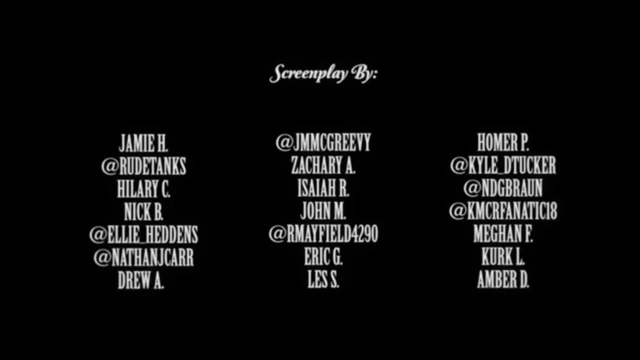 Screenplay By:
JAMIE H.
@RUDETANKS
HILARY C.
NICK B.
@ELLIE_HEDDENS
@NATHANJCARR
DREW A.
@JMMCGREEVY
ZACHARY A.
ISAIAH R.
JOHN M.
@RMAYFIELD4290
ERIC G.
LES S.
HOMER P.
@KYLE_DTUCKER
@NDGBRAUN
@KMCRFANATIC18
MEGHAN F.
KURK L.
AMBER D.